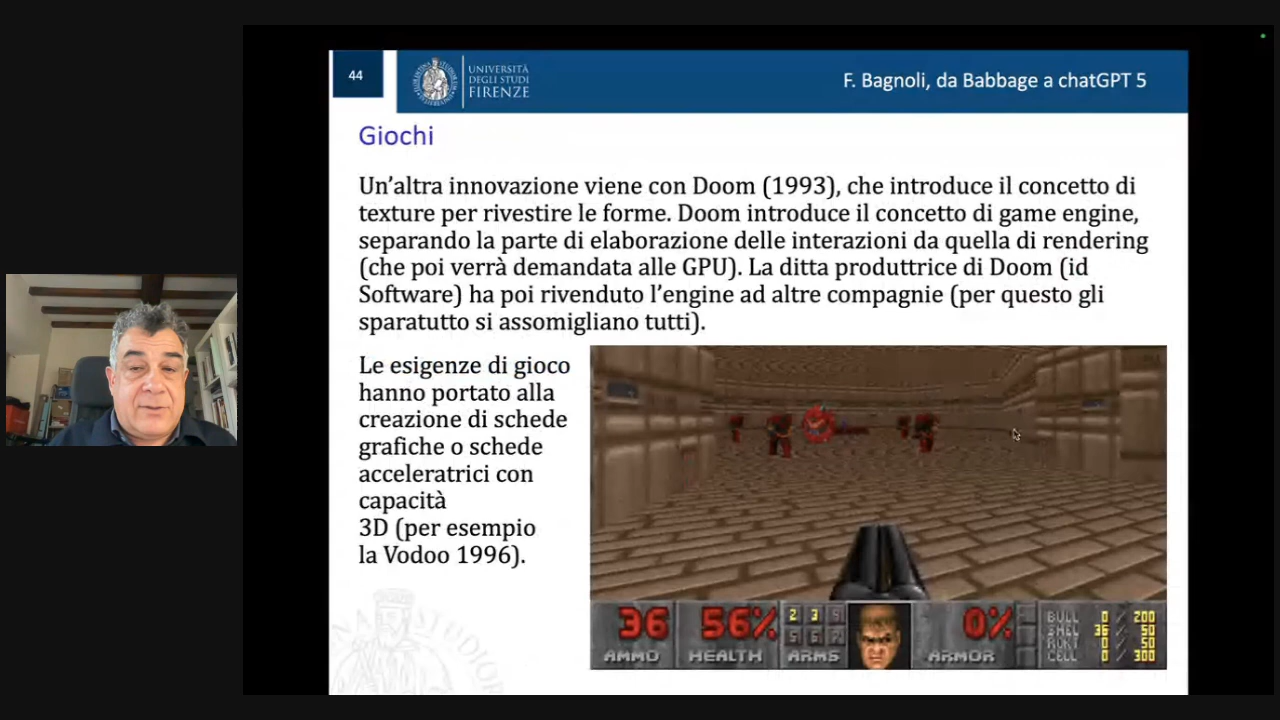 44
UNIVERSITÀ
DEGLI STUDI
FIRENZE
F. Bagnoli, da Babbage a chatGPT 5
Giochi
Un'altra innovazione viene con Doom (1993), che introduce il concetto di
texture per rivestire le forme. Doom introduce il concetto di game engine,
separando la parte di elaborazione delle interazioni da quella di rendering
(che poi verrà demandata alle GPU). La ditta produttrice di Doom (id
Software) ha poi rivenduto l'engine ad altre compagnie (per questo gli
sparatutto si assomigliano tutti).
Le esigenze di gioco
hanno portato alla
creazione di schede
grafiche o schede
acceleratrici con
capacità
3D (per esempio
la Vodoo 1996).
36 56% 2 3 0%
AMMO HEALTH ARMS ARMOR
BULL 0 / 200
SHEL 36 / 50
RCKT 0 / 50
CELL 0 / 300